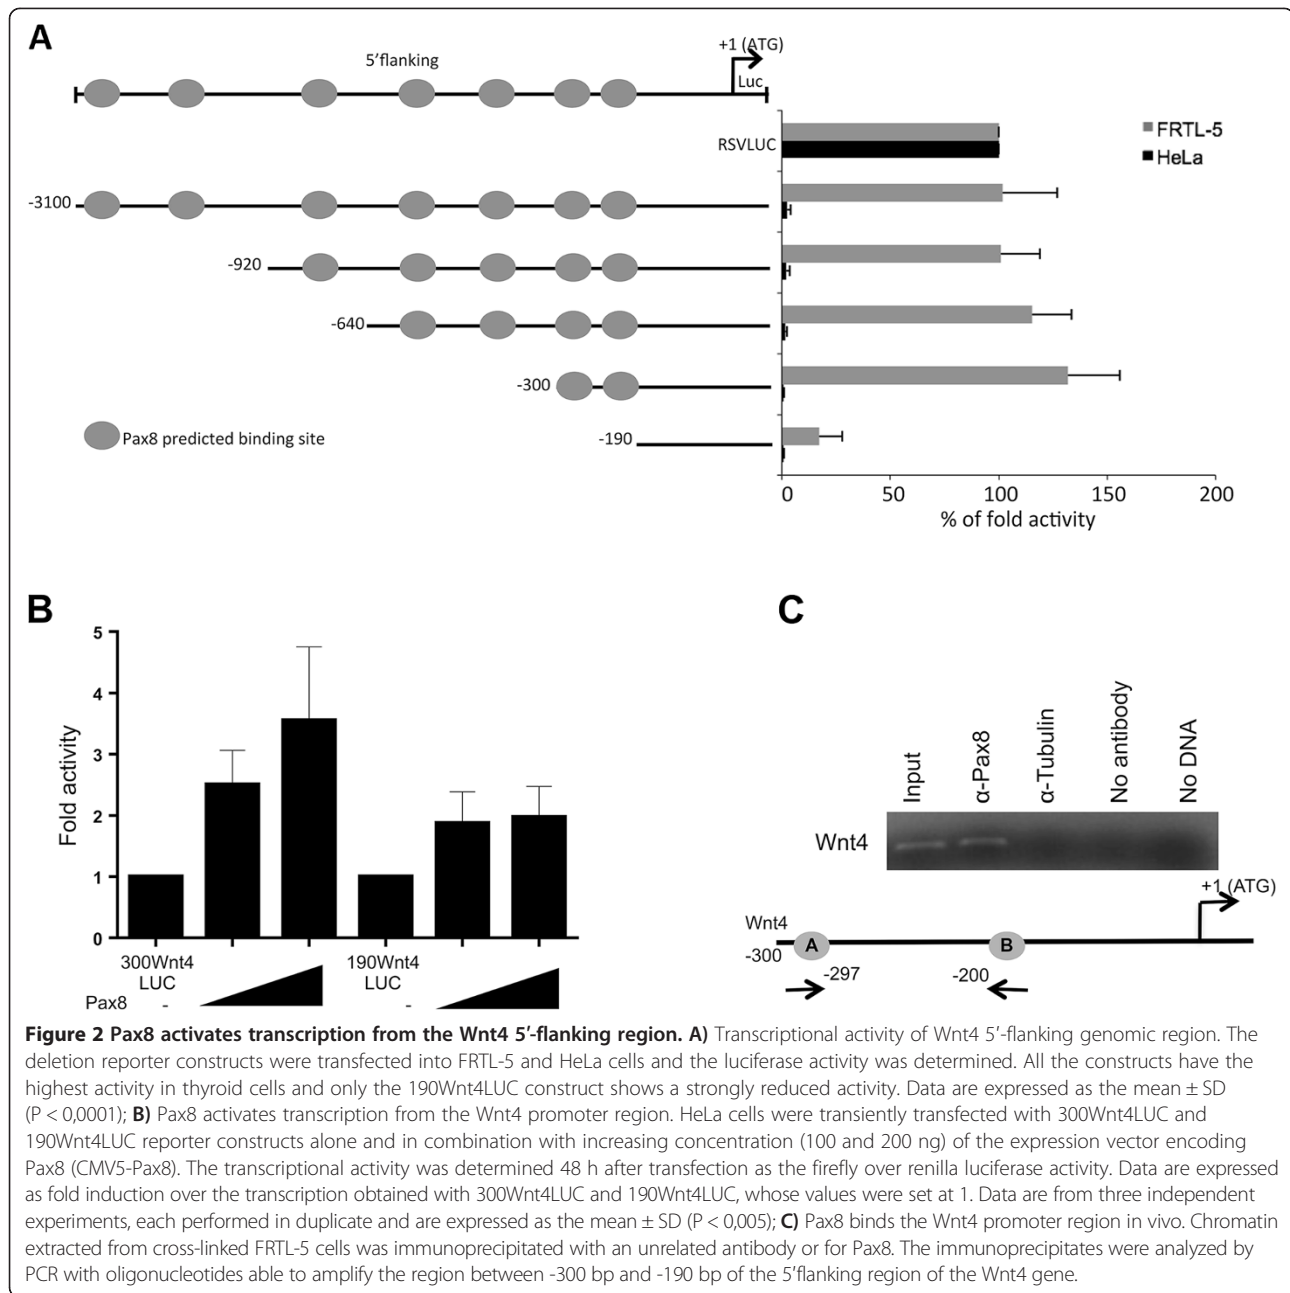 A
5'flanking
+1 (ATG)
Luc
RSVLUC
FRTL-5
HeLa
-3100
-920
-640
-300
-190
Pax8 predicted binding site
0 50 100 150 200
% of fold activity
B
5
4
3
2
1
0
Fold activity
300Wnt4 LUC
190Wnt4 LUC
Pax8 - -
C
Input
α-Pax8
α-Tubulin
No antibody
No DNA
Wnt4
+1 (ATG)
Wnt4
-300
A
B
-297
-200
Figure 2 Pax8 activates transcription from the Wnt4 5′-flanking region. A) Transcriptional activity of Wnt4 5′-flanking genomic region. The
deletion reporter constructs were transfected into FRTL-5 and HeLa cells and the luciferase activity was determined. All the constructs have the
highest activity in thyroid cells and only the 190Wnt4LUC construct shows a strongly reduced activity. Data are expressed as the mean ± SD
(P < 0,0001); B) Pax8 activates transcription from the Wnt4 promoter region. HeLa cells were transiently transfected with 300Wnt4LUC and
190Wnt4LUC reporter constructs alone and in combination with increasing concentration (100 and 200 ng) of the expression vector encoding
Pax8 (CMV5-Pax8). The transcriptional activity was determined 48 h after transfection as the firefly over renilla luciferase activity. Data are expressed
as fold induction over the transcription obtained with 300Wnt4LUC and 190Wnt4LUC, whose values were set at 1. Data are from three independent
experiments, each performed in duplicate and are expressed as the mean ± SD (P < 0,005); C) Pax8 binds the Wnt4 promoter region in vivo. Chromatin
extracted from cross-linked FRTL-5 cells was immunoprecipitated with an unrelated antibody or for Pax8. The immunoprecipitates were analyzed by
PCR with oligonucleotides able to amplify the region between -300 bp and -190 bp of the 5′flanking region of the Wnt4 gene.